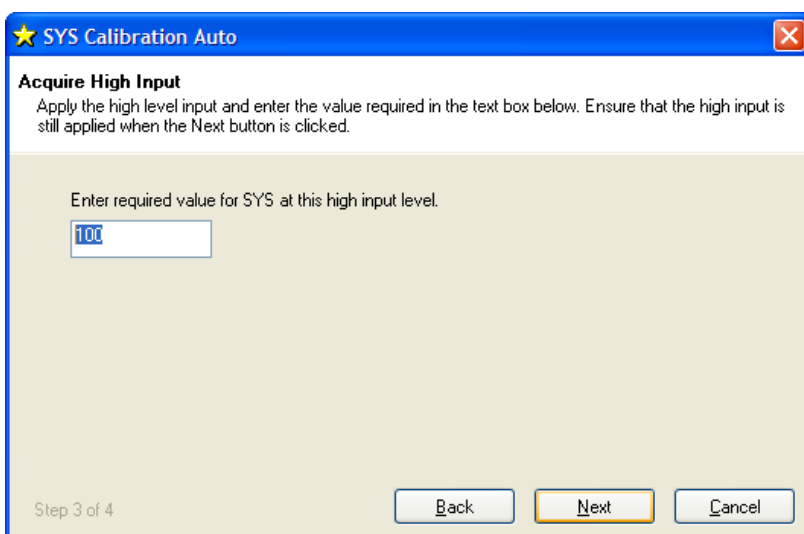 SYS Calibration Auto
Acquire High Input
Apply the high level input and enter the value required in the text box below. Ensure that the high input is
still applied when the Next button is clicked.
Enter required value for SYS at this high input level.
100
Step 3 of 4
Back
Next
Cancel